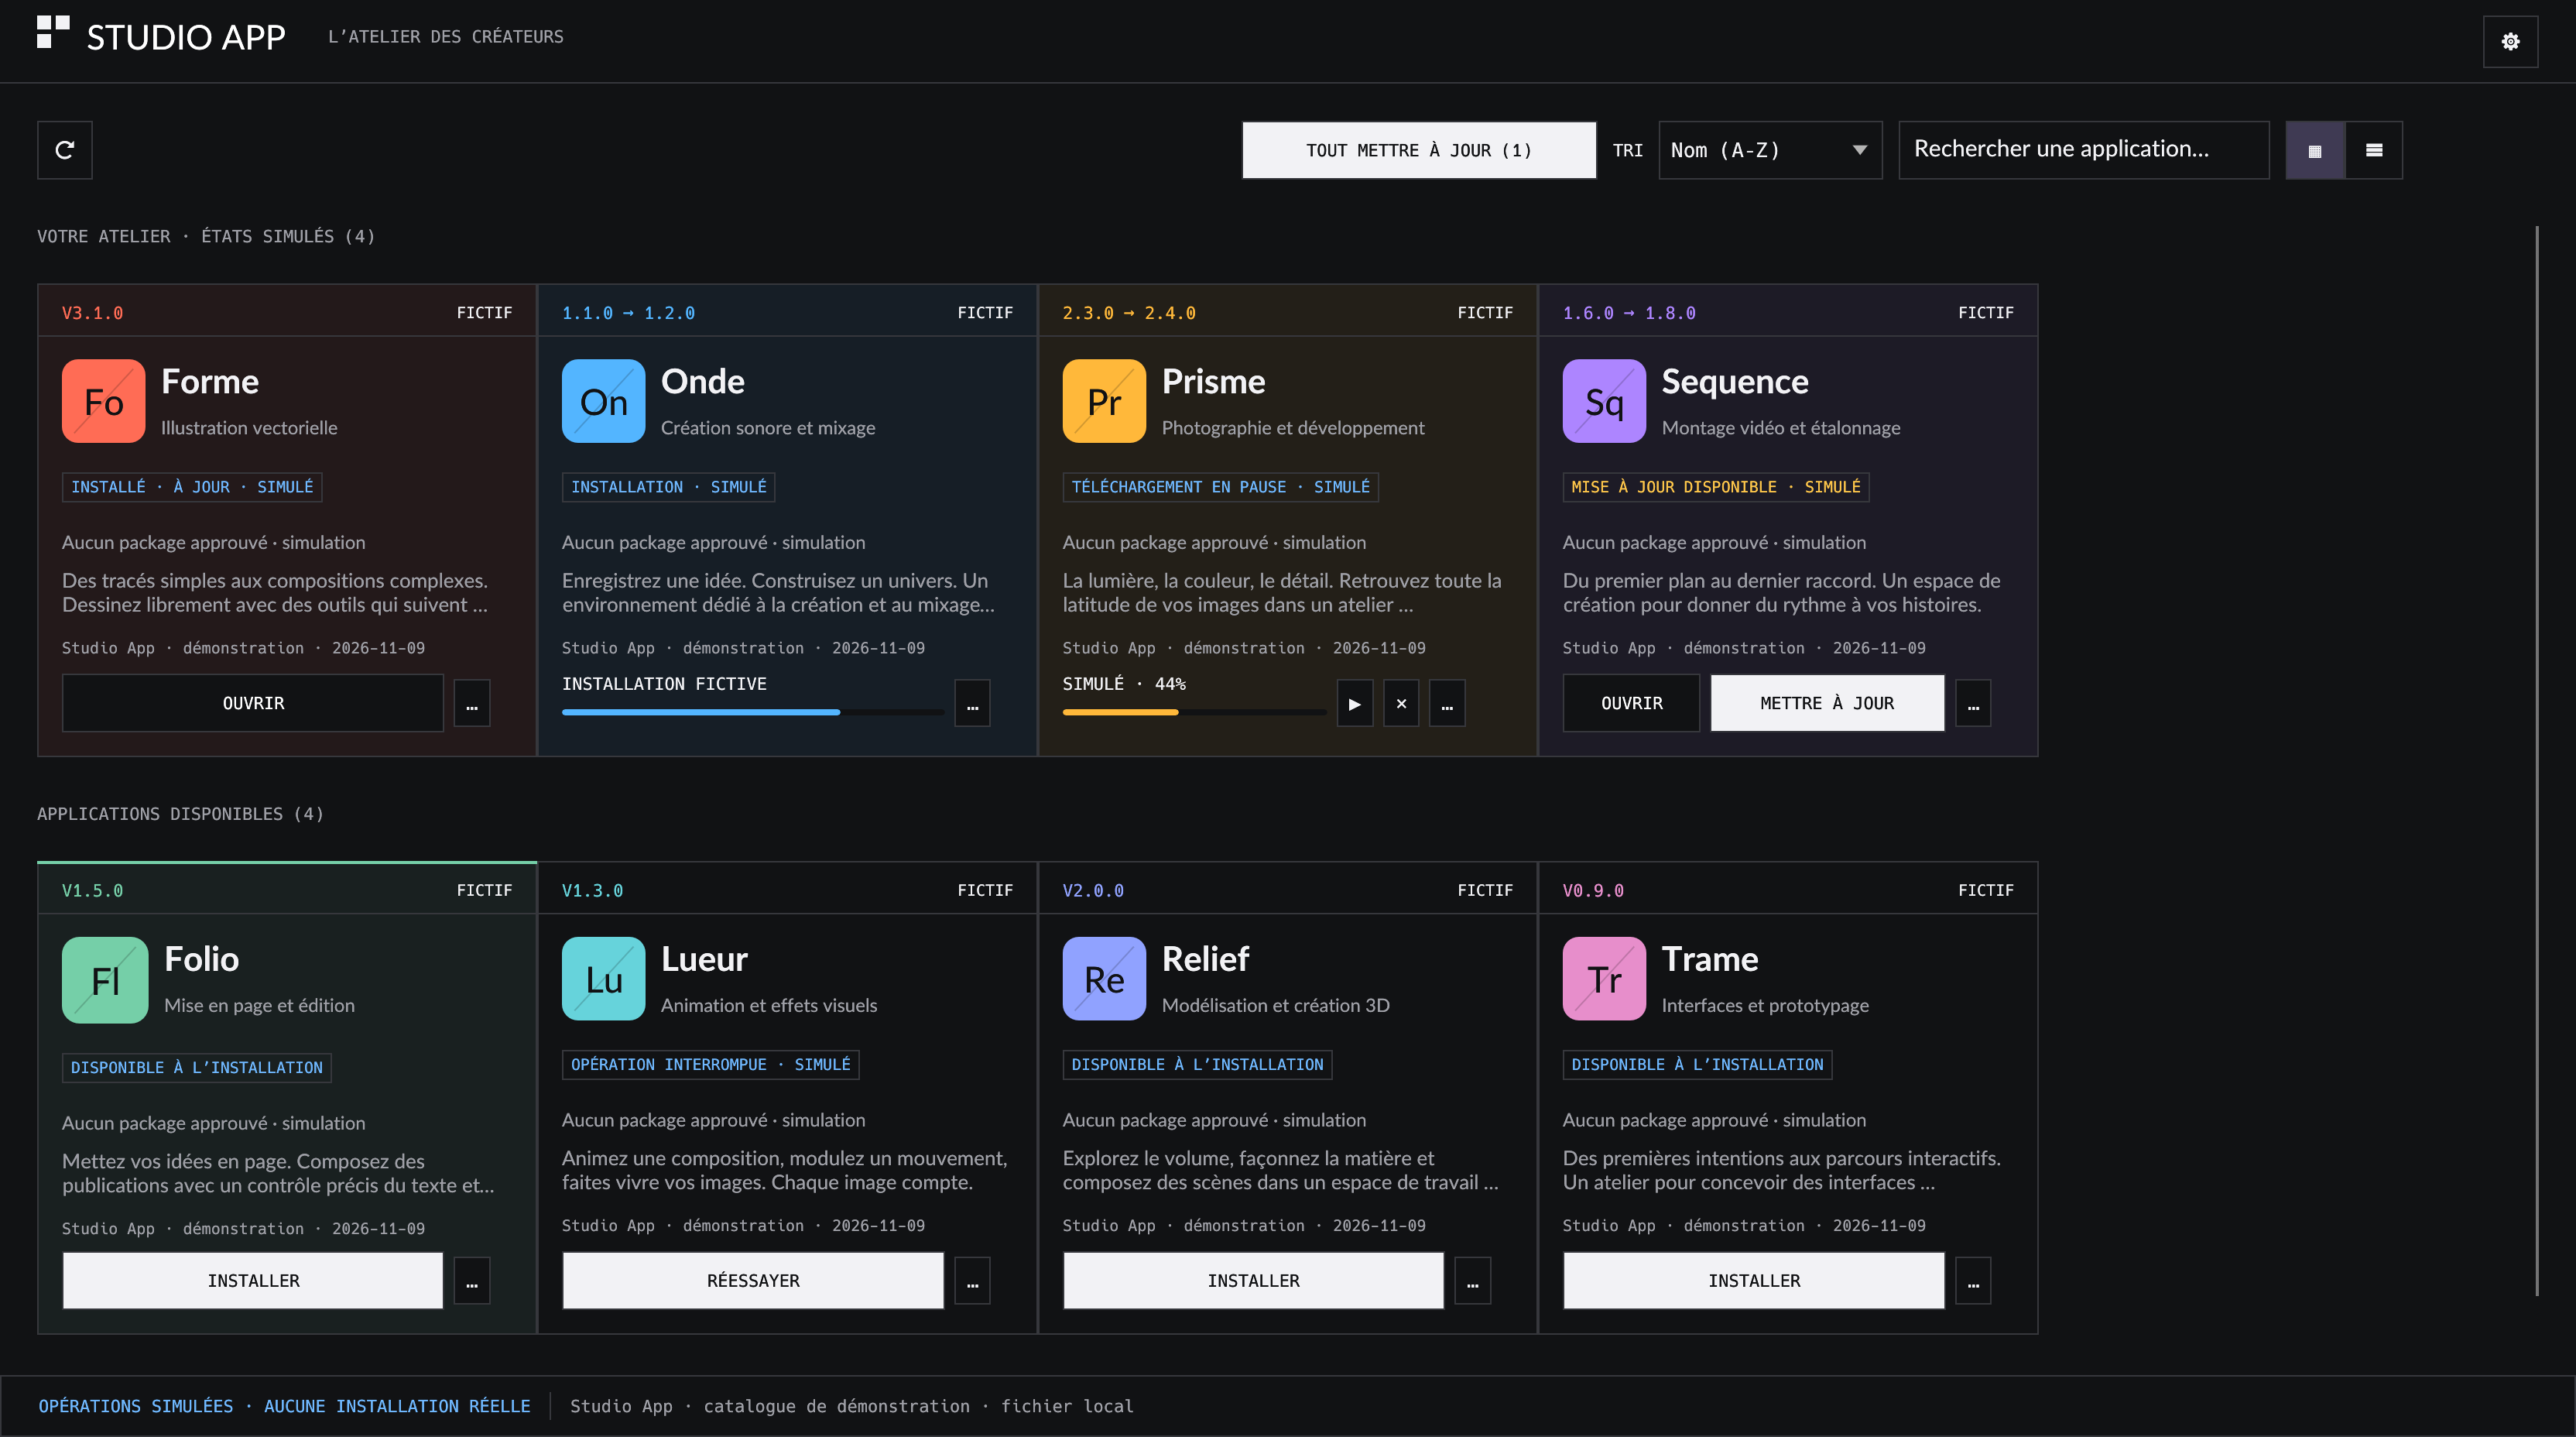 STUDIO APP
L’ATELIER DES CRÉATEURS
TOUT METTRE À JOUR (1)
TRI
Nom (A-Z)
Rechercher une application…
VOTRE ATELIER · ÉTATS SIMULÉS (4)
V3.1.0
FICTIF
Fo
Forme
Illustration vectorielle
INSTALLÉ · À JOUR · SIMULÉ
Aucun package approuvé · simulation
Des tracés simples aux compositions complexes.
Dessinez librement avec des outils qui suivent …
Studio App · démonstration · 2026-11-09
OUVRIR
…
1.1.0 → 1.2.0
FICTIF
On
Onde
Création sonore et mixage
INSTALLATION · SIMULÉ
Aucun package approuvé · simulation
Enregistrez une idée. Construisez un univers. Un
environnement dédié à la création et au mixage…
Studio App · démonstration · 2026-11-09
INSTALLATION FICTIVE
…
2.3.0 → 2.4.0
FICTIF
Pr
Prisme
Photographie et développement
TÉLÉCHARGEMENT EN PAUSE · SIMULÉ
Aucun package approuvé · simulation
La lumière, la couleur, le détail. Retrouvez toute la
latitude de vos images dans un atelier …
Studio App · démonstration · 2026-11-09
SIMULÉ · 44%
…
1.6.0 → 1.8.0
FICTIF
Sq
Sequence
Montage vidéo et étalonnage
MISE À JOUR DISPONIBLE · SIMULÉ
Aucun package approuvé · simulation
Du premier plan au dernier raccord. Un espace de
création pour donner du rythme à vos histoires.
Studio App · démonstration · 2026-11-09
OUVRIR
METTRE À JOUR
…
APPLICATIONS DISPONIBLES (4)
V1.5.0
FICTIF
Fl
Folio
Mise en page et édition
DISPONIBLE À L’INSTALLATION
Aucun package approuvé · simulation
Mettez vos idées en page. Composez des
publications avec un contrôle précis du texte et…
Studio App · démonstration · 2026-11-09
INSTALLER
…
V1.3.0
FICTIF
Lu
Lueur
Animation et effets visuels
OPÉRATION INTERROMPUE · SIMULÉ
Aucun package approuvé · simulation
Animez une composition, modulez un mouvement,
faites vivre vos images. Chaque image compte.
Studio App · démonstration · 2026-11-09
RÉESSAYER
…
V2.0.0
FICTIF
Re
Relief
Modélisation et création 3D
DISPONIBLE À L’INSTALLATION
Aucun package approuvé · simulation
Explorez le volume, façonnez la matière et
composez des scènes dans un espace de travail …
Studio App · démonstration · 2026-11-09
INSTALLER
…
V0.9.0
FICTIF
Tr
Trame
Interfaces et prototypage
DISPONIBLE À L’INSTALLATION
Aucun package approuvé · simulation
Des premières intentions aux parcours interactifs.
Un atelier pour concevoir des interfaces …
Studio App · démonstration · 2026-11-09
INSTALLER
…
OPÉRATIONS SIMULÉES · AUCUNE INSTALLATION RÉELLE
Studio App · catalogue de démonstration · fichier local